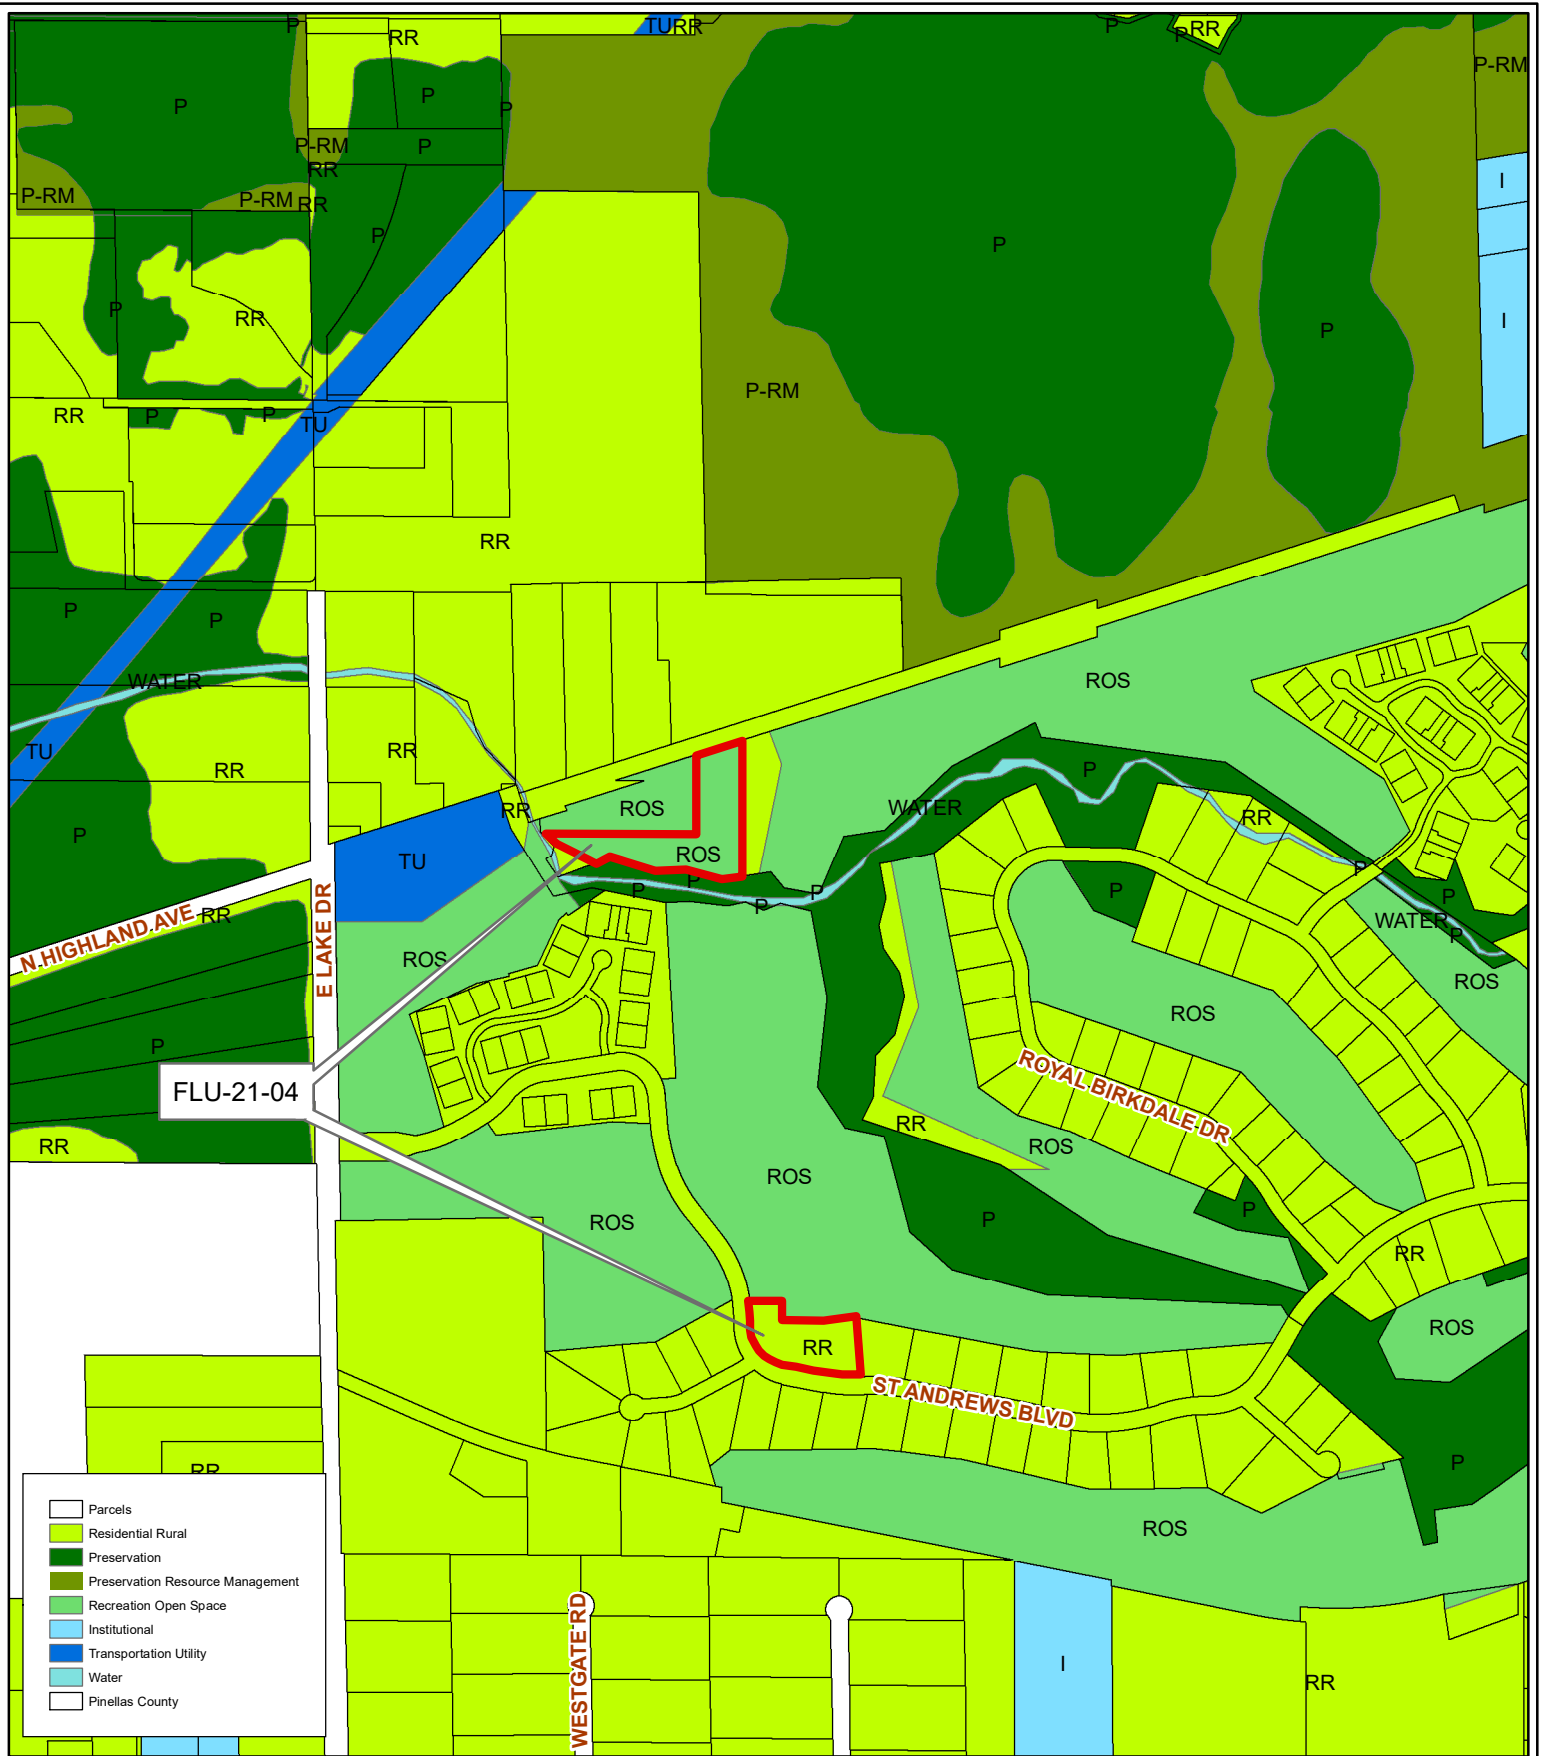 P
RR
TU
RR
P
P
RR
P-RM
P
P
P
P-RM
P
RR
P-RM
P-RM
RR
I
P
P
P
RR
I
P
P-RM
RR
P
P
TU
RR
P
P
WATER
ROS
TU
RR
RR
P
ROS
RR
WATER
RR
P
TU
ROS
P
P
P
P
P
P
P
N HIGHLAND AVE
RR
E LAKE DR
WATER
P
ROS
ROS
ROS
P
FLU-21-04
ROYAL BIRKDALE DR
RR
RR
ROS
ROS
P
ROS
P
RR
ROS
RR
ST ANDREWS BLVD
P
RR
ROS
Parcels
Residential Rural
Preservation
Preservation Resource Management
Recreation Open Space
Institutional
Transportation Utility
Water
Pinellas County
WESTGATE RD
I
RR